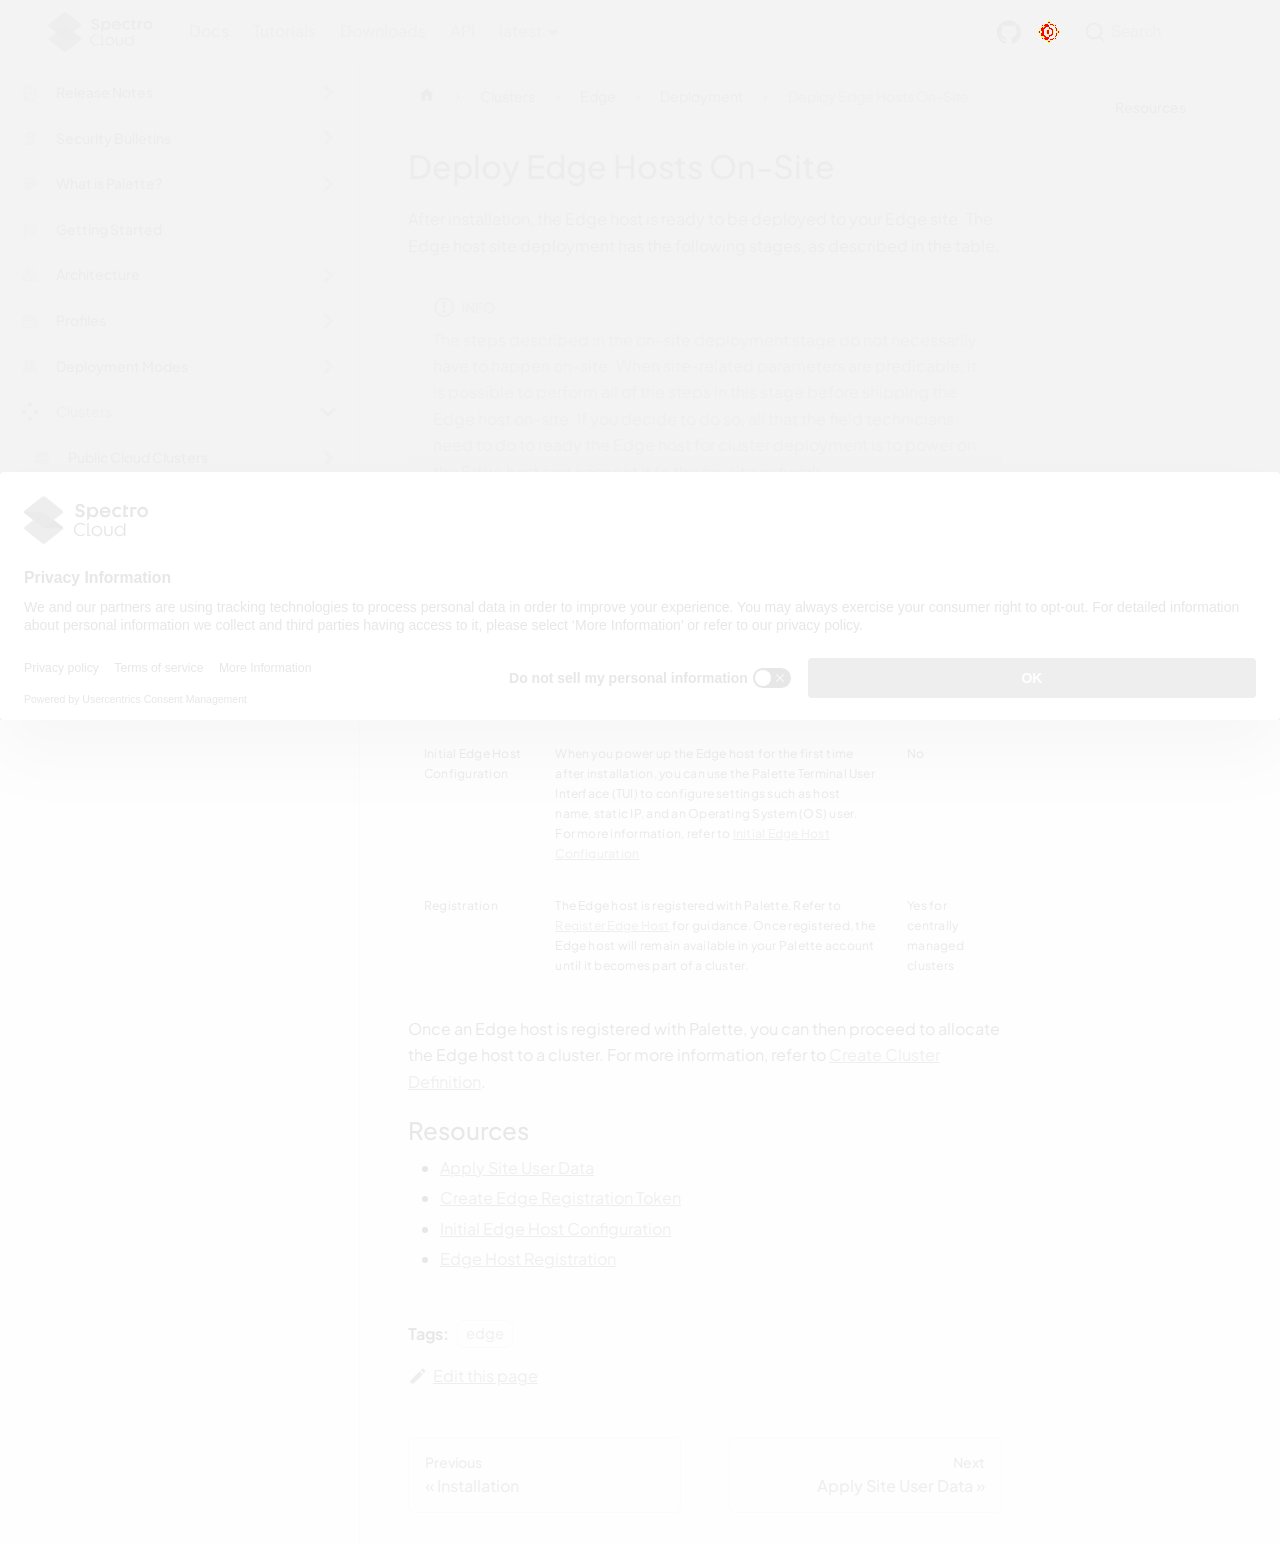 Spectro Cloud
Docs Tutorials Downloads API latest
Search
Release Notes
Security Bulletins
What is Palette?
Getting Started
Architecture
Profiles
Deployment Modes
Clusters
Public Cloud Clusters
Clusters Edge Deployment Deploy Edge Hosts On-Site
Resources
Deploy Edge Hosts On-Site
After installation, the Edge host is ready to be deployed to your Edge site. The
Edge host site deployment has the following stages, as described in the table.
INFO
The steps described in the on-site deployment stage do not necessarily
have to happen on-site. When site-related parameters are predicable, it
is possible to perform all of the steps in this stage before shipping the
Edge host on-site. If you decide to do so, all that the field technicians
need to do to ready the Edge host for cluster deployment is to power on
Spectro Cloud
Privacy Information
We and our partners are using tracking technologies to process personal data in order to improve your experience. You may always exercise your consumer right to opt-out. For detailed information
about personal information we collect and third parties having access to it, please select ‘More Information’ or refer to our privacy policy.
Privacy policy Terms of service More Information
Powered by Usercentrics Consent Management
Do not sell my personal information
OK
Initial Edge Host
Configuration
When you power up the Edge host for the first time
after installation, you can use the Palette Terminal User
Interface (TUI) to configure settings such as host
name, static IP, and an Operating System (OS) user.
For more information, refer to Initial Edge Host
Configuration
No
Registration
The Edge host is registered with Palette. Refer to
Register Edge Host for guidance. Once registered, the
Edge host will remain available in your Palette account
until it becomes part of a cluster.
Yes for
centrally
managed
clusters
Once an Edge host is registered with Palette, you can then proceed to allocate
the Edge host to a cluster. For more information, refer to Create Cluster
Definition.
Resources
Apply Site User Data
Create Edge Registration Token
Initial Edge Host Configuration
Edge Host Registration
Tags: edge
Edit this page
Previous
« Installation
Next
Apply Site User Data »